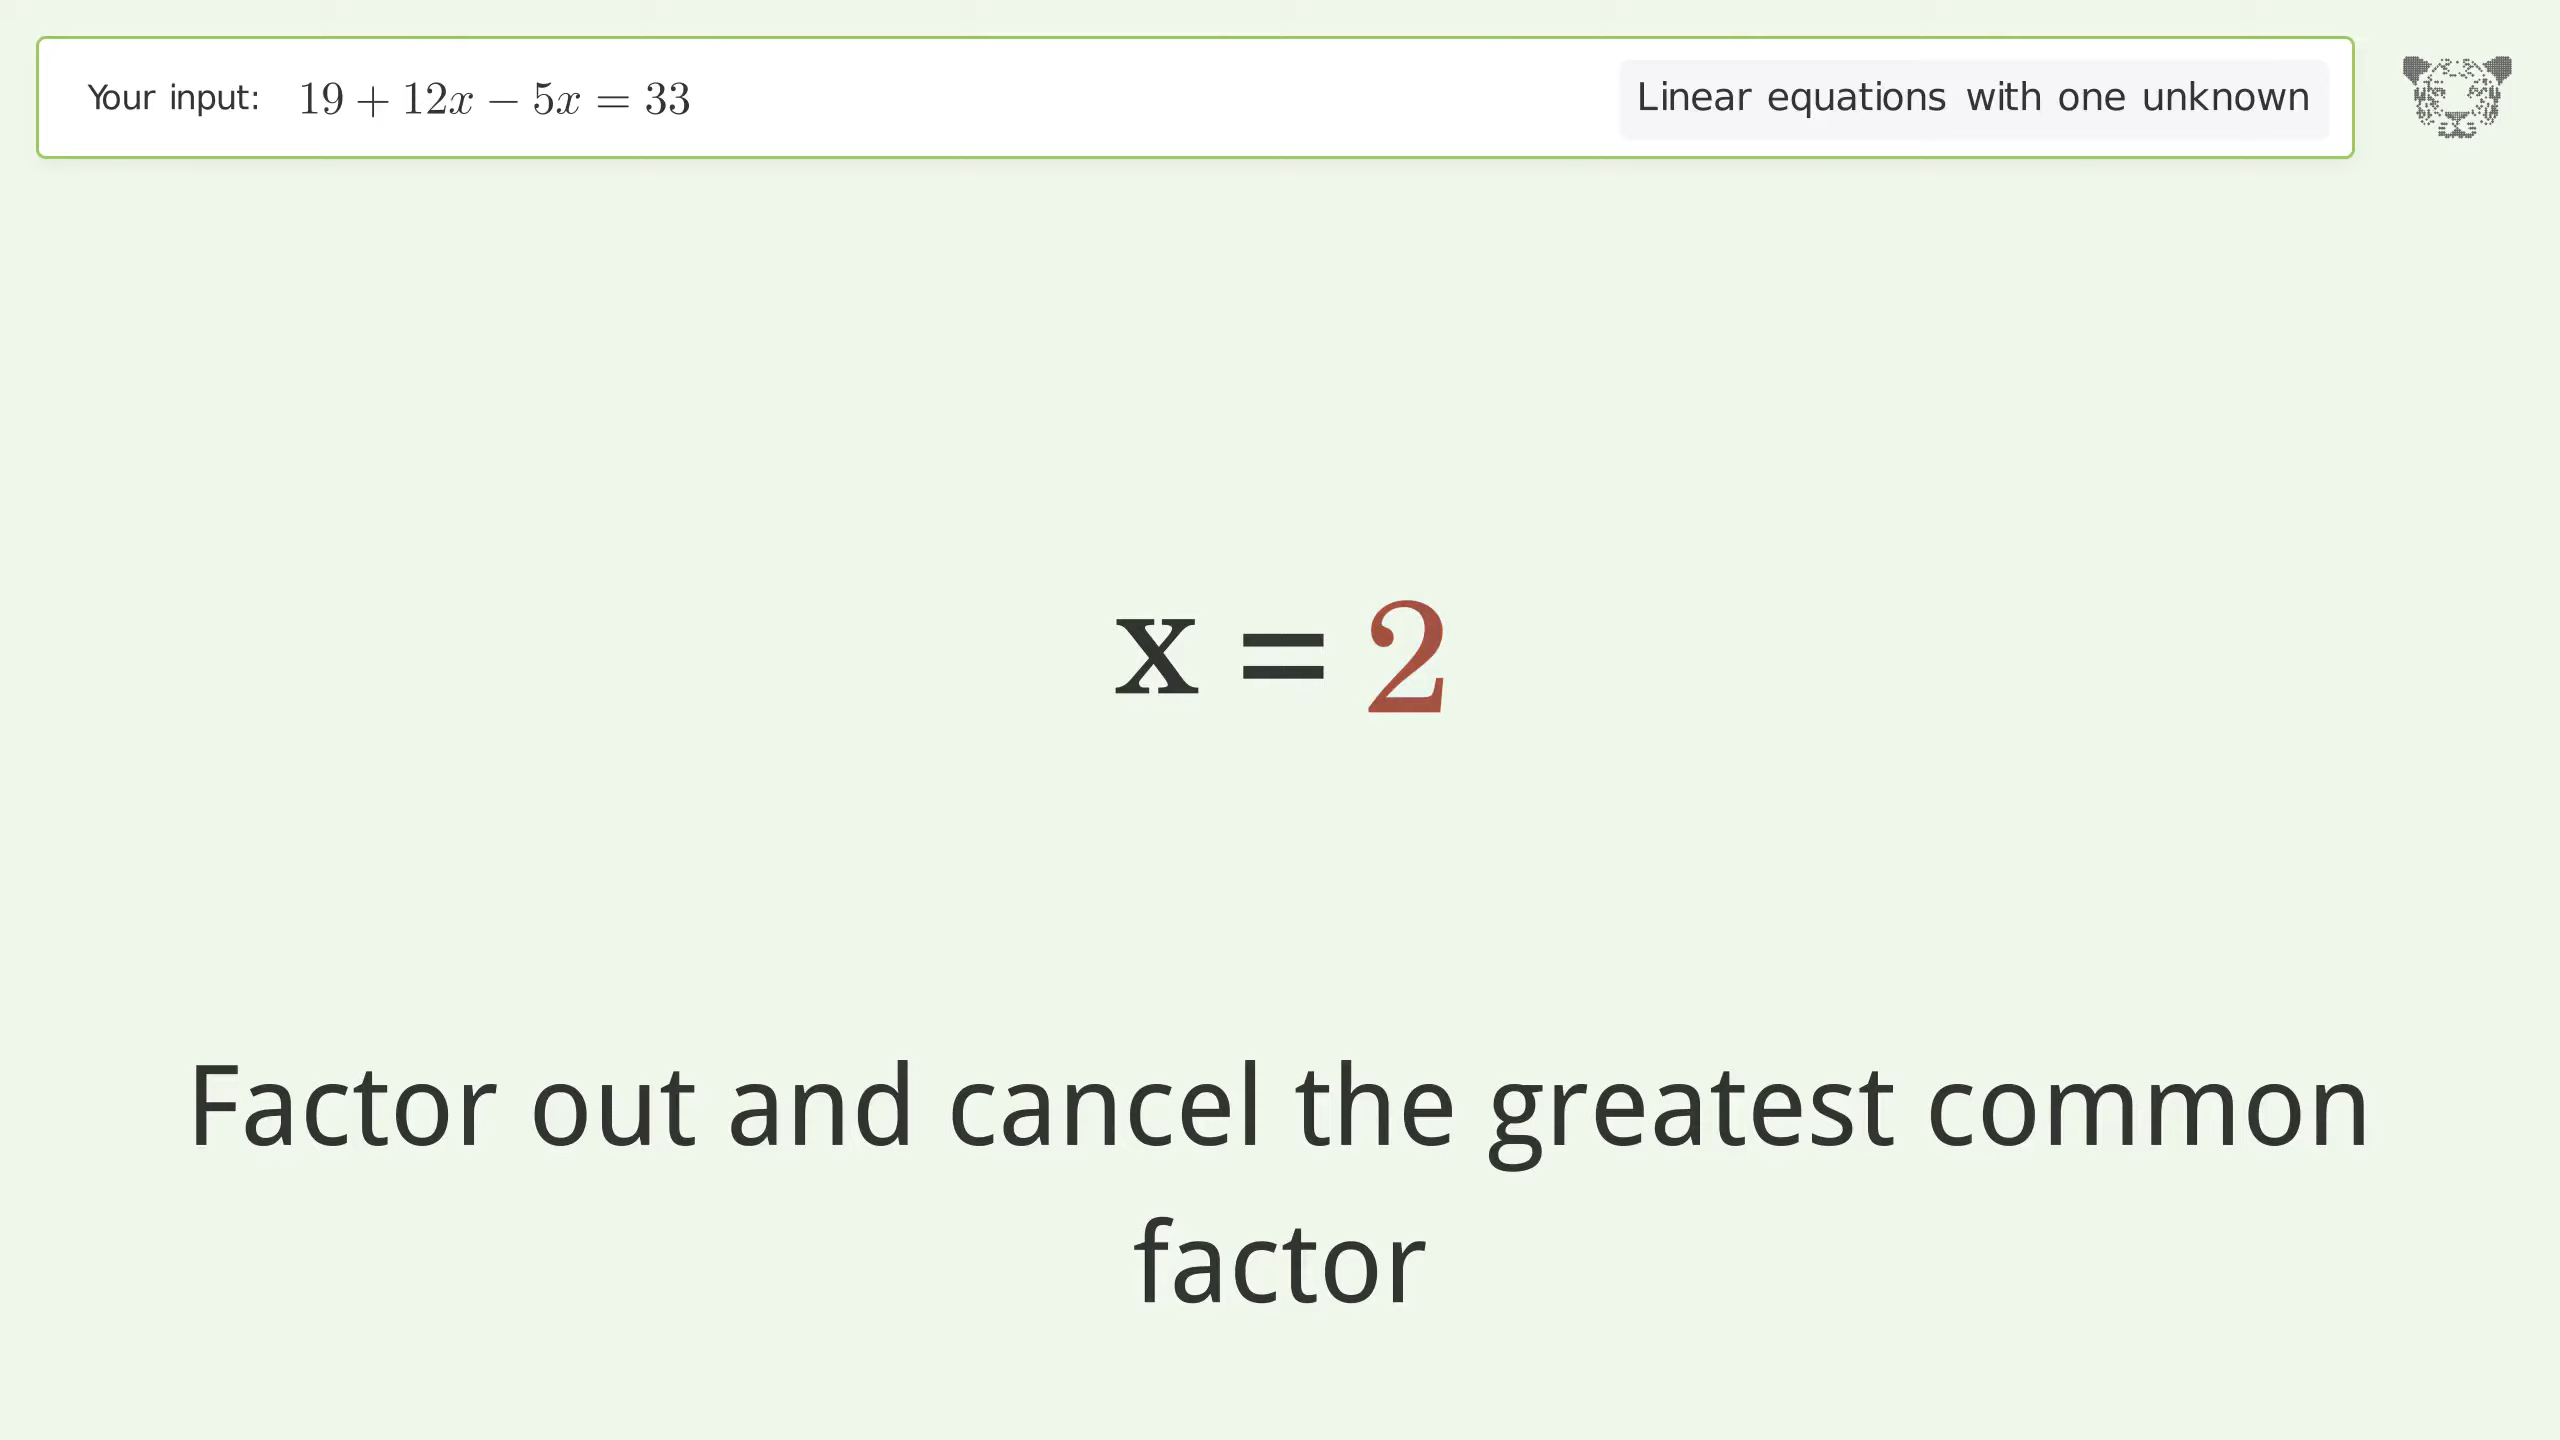 Your input: 19 + 12x − 5x = 33
Linear equations with one unknown
x = 2
Factor out and cancel the greatest common
factor